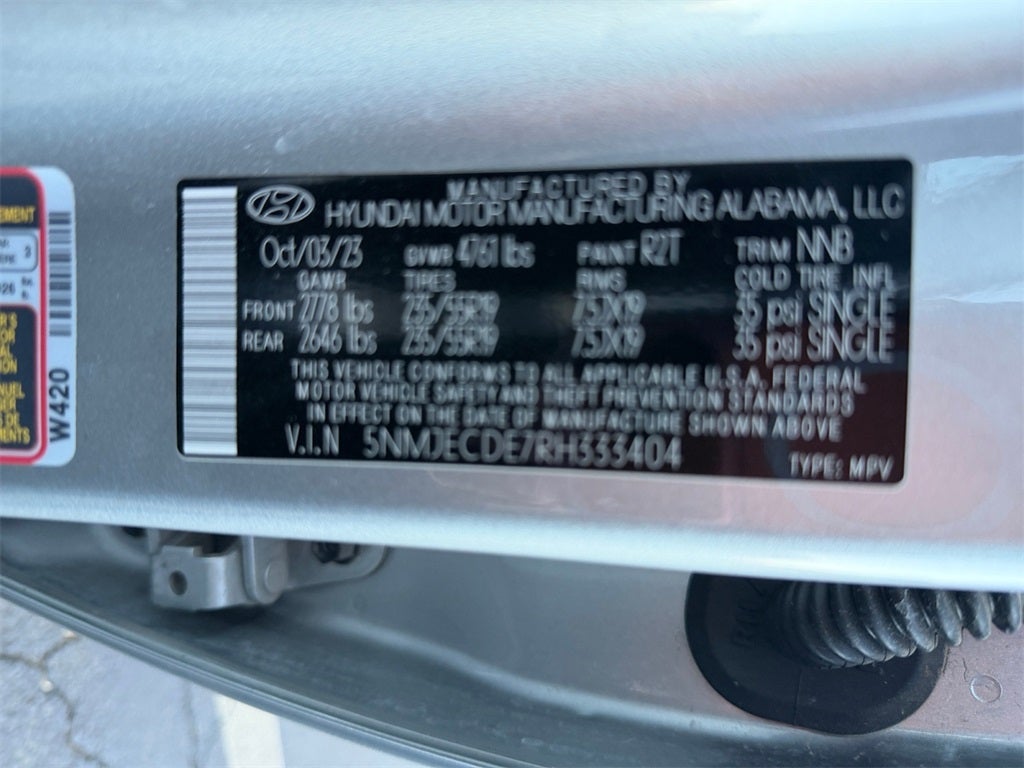 MANUFACTURED BY
HYUNDAI MOTOR MANUFACTURING ALABAMA, LLC
Oct/03/23 GVWR 4761 lbs PAINT R2T TRIM NNB
GAWR TIRES RIMS COLD TIRE INFL
FRONT 2778 lbs 235/55R19 7.5JX19 35 psi SINGLE
REAR 2646 lbs 235/55R19 7.5JX19 35 psi SINGLE
THIS VEHICLE CONFORMS TO ALL APPLICABLE U.S.A. FEDERAL
MOTOR VEHICLE SAFETY AND THEFT PREVENTION STANDARDS
IN EFFECT ON THE DATE OF MANUFACTURE SHOWN ABOVE.
V.I.N 5NMJECDE7RH333404
TYPE: MPV
W420